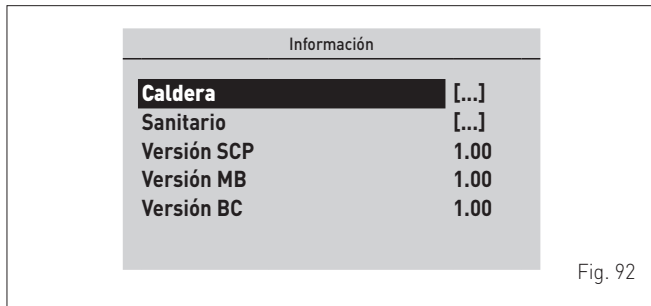 Información
Caldera [...]
Sanitario [...]
Versión SCP 1.00
Versión MB 1.00
Versión BC 1.00
Fig. 92